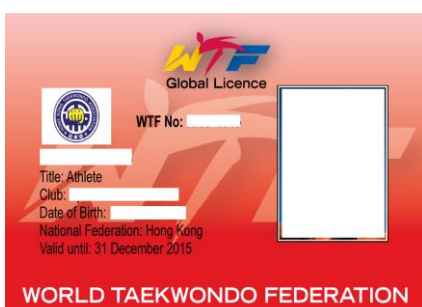 WTF
Global Licence
WTF No:
Title: Athlete
Club:
Date of Birth:
National Federation: Hong Kong
Valid until: 31 December 2015
WORLD TAEKWONDO FEDERATION